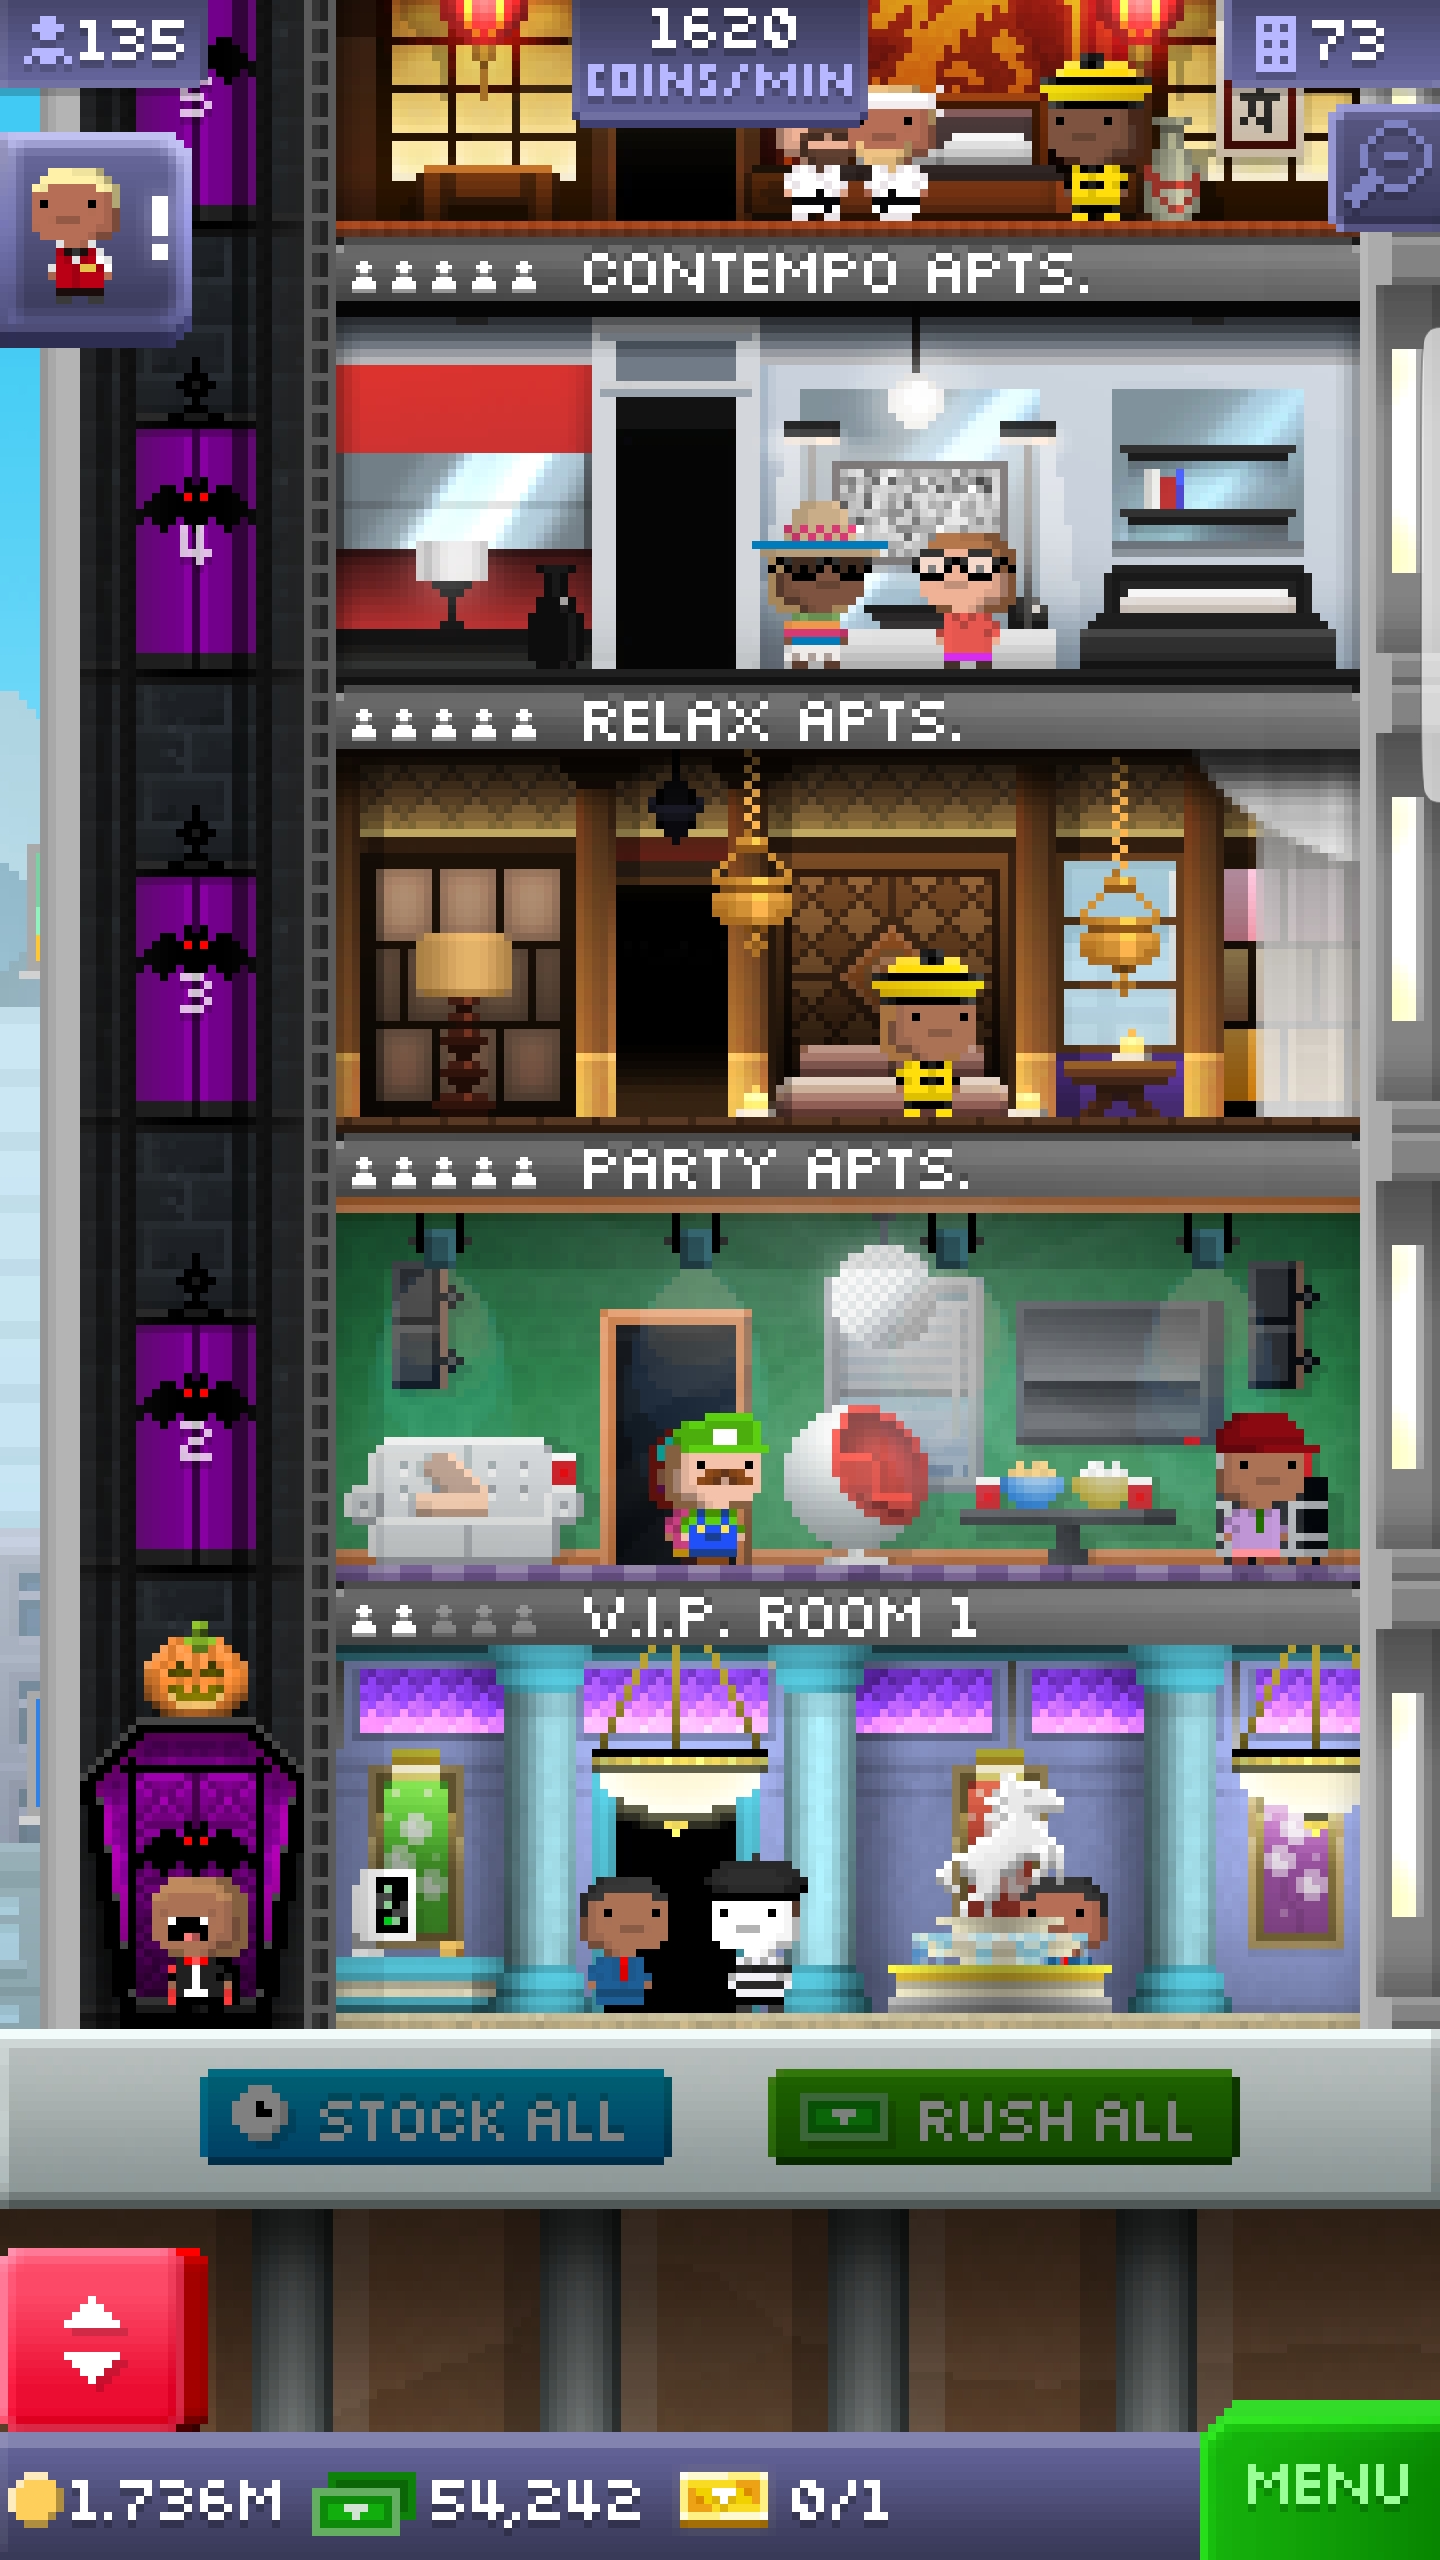 135
1620
COINS/MIN
73
5
!
CONTEMPO APTS.
4
RELAX APTS.
3
PARTY APTS.
2
V.I.P. ROOM 1
STOCK ALL
RUSH ALL
1.736M
54,242
0/1
MENU